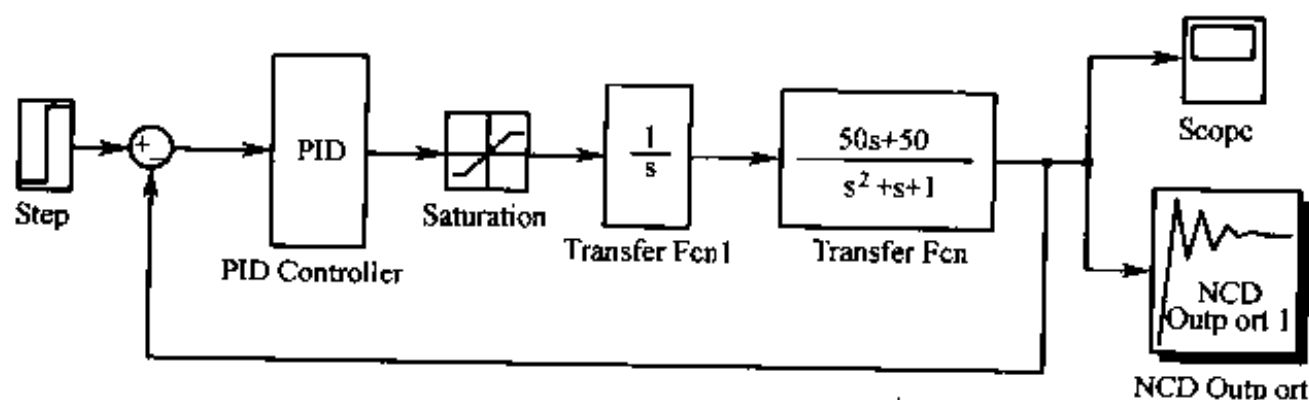 Step
+
−
PID
PID Controller
Saturation
1
s
Transfer Fcn1
50s+50
s²+s+1
Transfer Fcn
Scope
NCD
Outp ort 1
NCD Outp ort